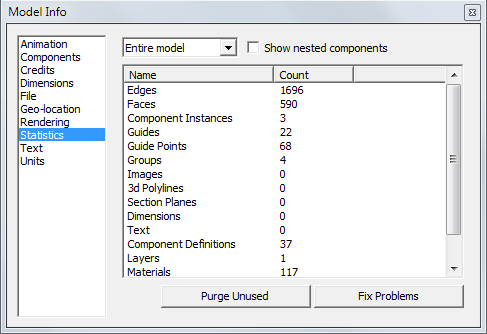 Model Info
Animation
Components
Credits
Dimensions
File
Geo-location
Rendering
Statistics
Text
Units
Entire model
Show nested components
Name Count
Edges 1696
Faces 590
Component Instances 3
Guides 22
Guide Points 68
Groups 4
Images 0
3d Polylines 0
Section Planes 0
Dimensions 0
Text 0
Component Definitions 37
Layers 1
Materials 117
Purge Unused Fix Problems